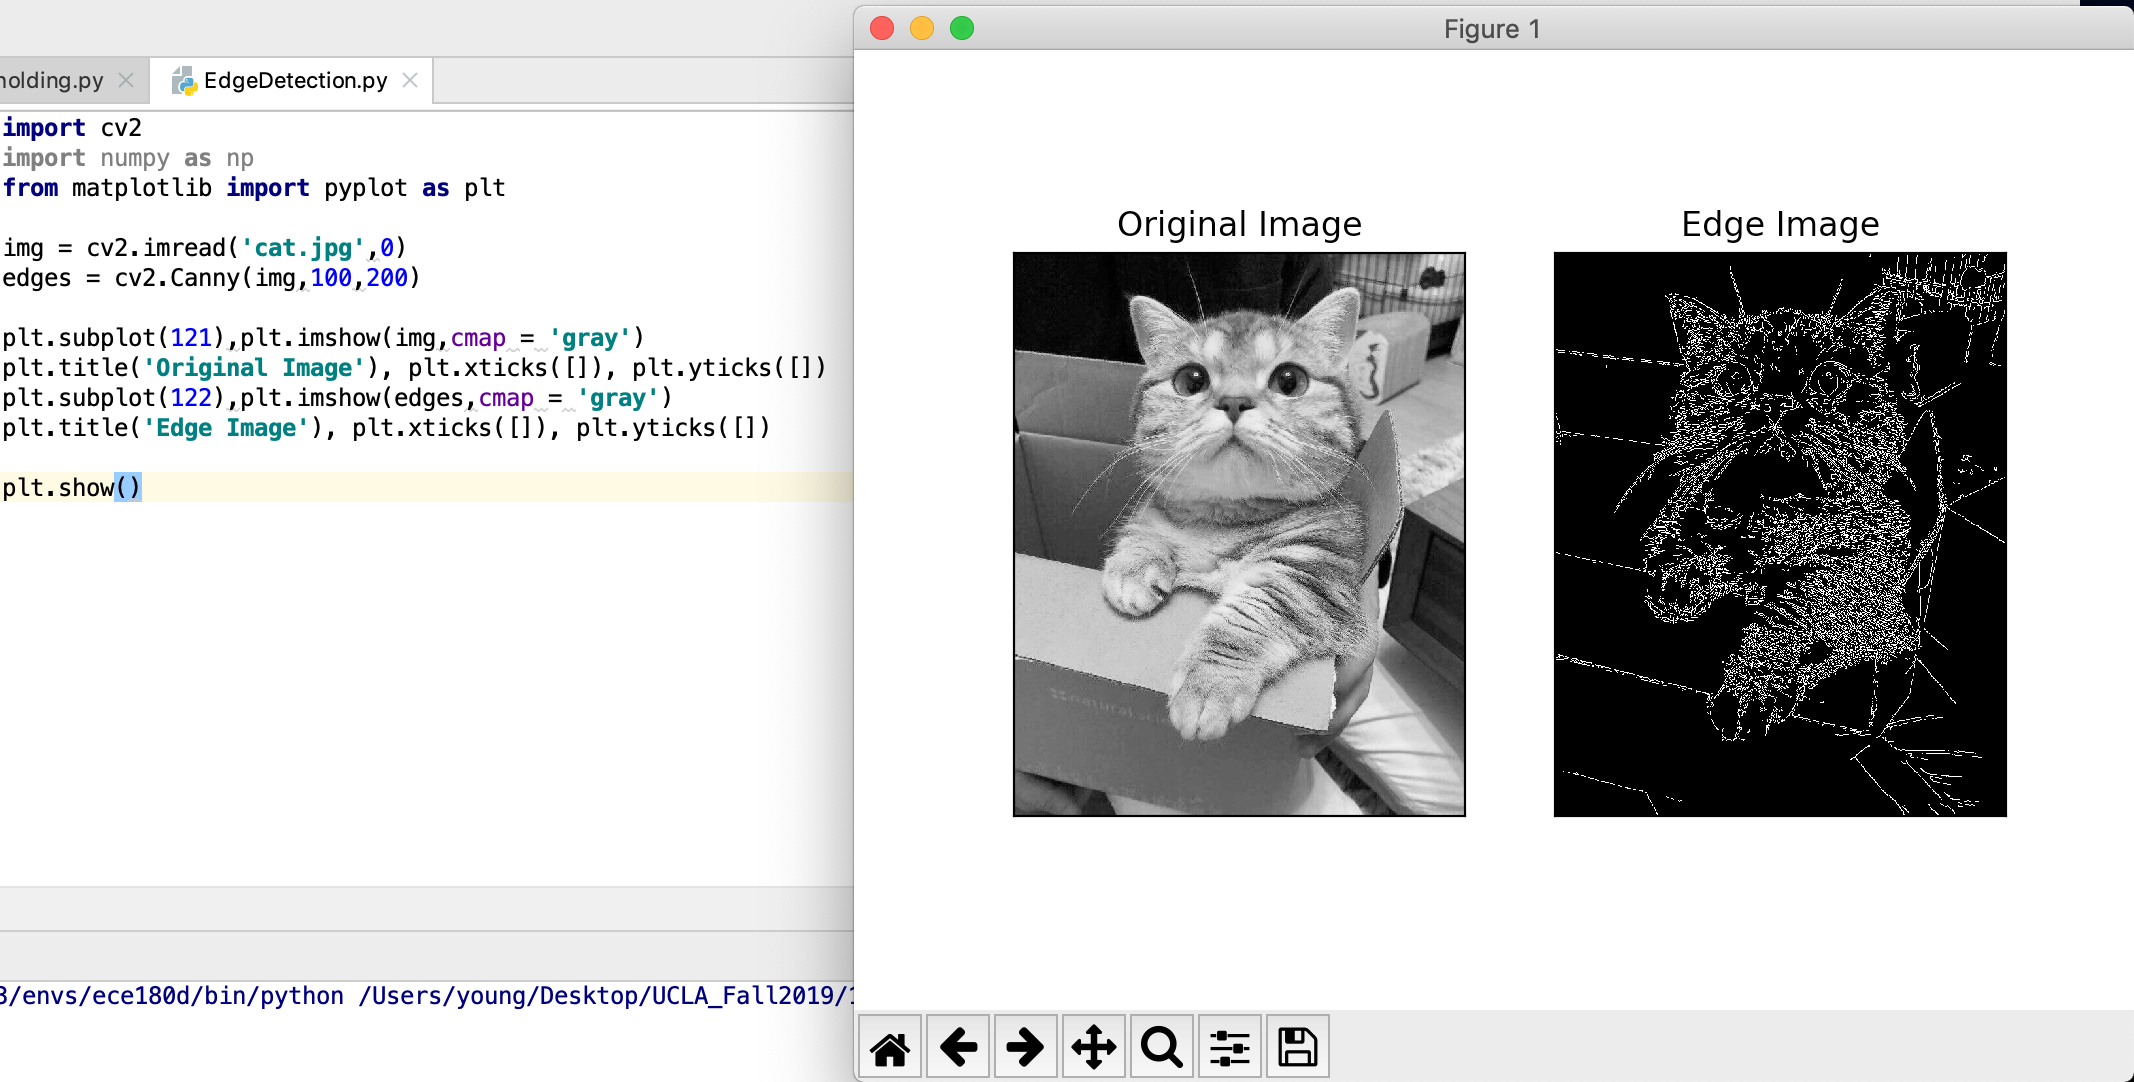 Figure 1
holding.py
EdgeDetection.py
import cv2
import numpy as np
from matplotlib import pyplot as plt
img = cv2.imread('cat.jpg',0)
edges = cv2.Canny(img,100,200)
plt.subplot(121),plt.imshow(img,cmap = 'gray')
plt.title('Original Image'), plt.xticks([]), plt.yticks([])
plt.subplot(122),plt.imshow(edges,cmap = 'gray')
plt.title('Edge Image'), plt.xticks([]), plt.yticks([])
plt.show()
Original Image
Edge Image
natural
3/envs/ece180d/bin/python /Users/young/Desktop/UCLA_Fall2019/1